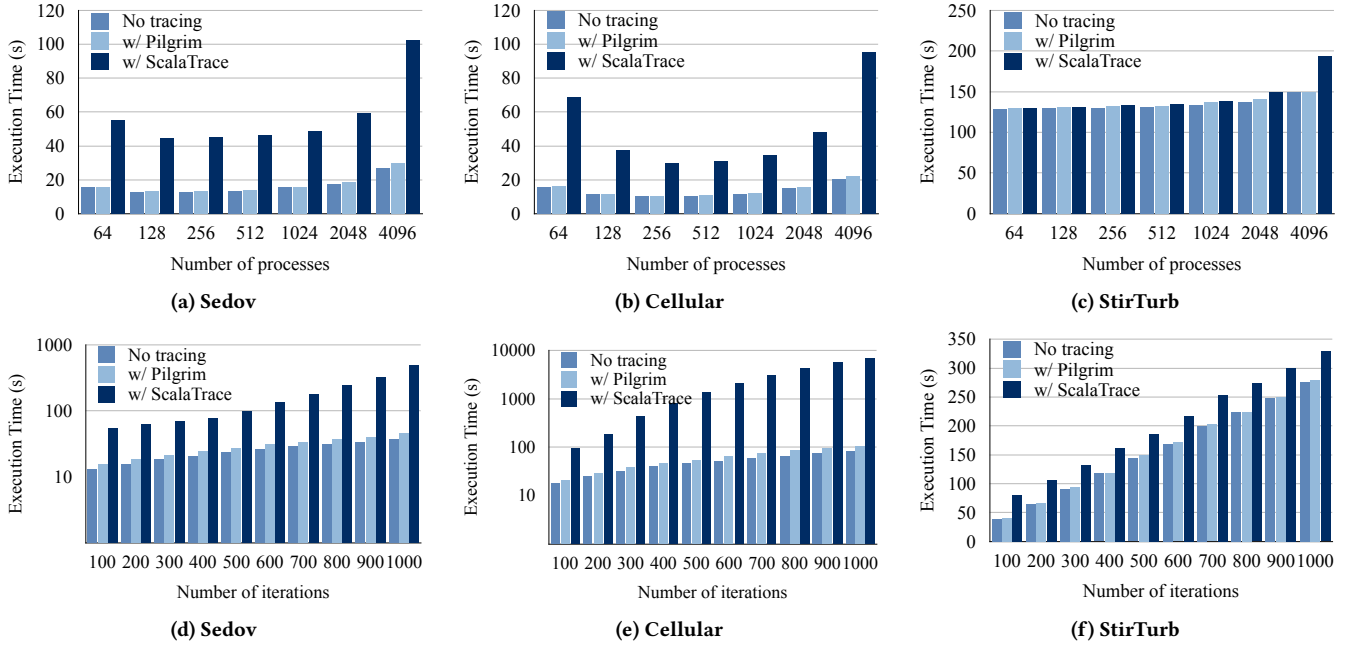 120
100
80
60
40
20
0
Execution Time (s)
No tracing
w/ Pilgrim
w/ ScalaTrace
64 128 256 512 1024 2048 4096
Number of processes
(a) Sedov
120
100
80
60
40
20
0
Execution Time (s)
No tracing
w/ Pilgrim
w/ ScalaTrace
64 128 256 512 1024 2048 4096
Number of processes
(b) Cellular
250
200
150
100
50
0
Execution Time (s)
No tracing
w/ Pilgrim
w/ ScalaTrace
64 128 256 512 1024 2048 4096
Number of processes
(c) StirTurb
1000
100
10
Execution Time (s)
No tracing
w/ Pilgrim
w/ ScalaTrace
100 200 300 400 500 600 700 800 900 1000
Number of iterations
(d) Sedov
10000
1000
100
10
Execution Time (s)
No tracing
w/ Pilgrim
w/ ScalaTrace
100 200 300 400 500 600 700 800 900 1000
Number of iterations
(e) Cellular
350
300
250
200
150
100
50
0
Execution Time (s)
No tracing
w/ Pilgrim
w/ ScalaTrace
100 200 300 400 500 600 700 800 900 1000
Number of iterations
(f) StirTurb